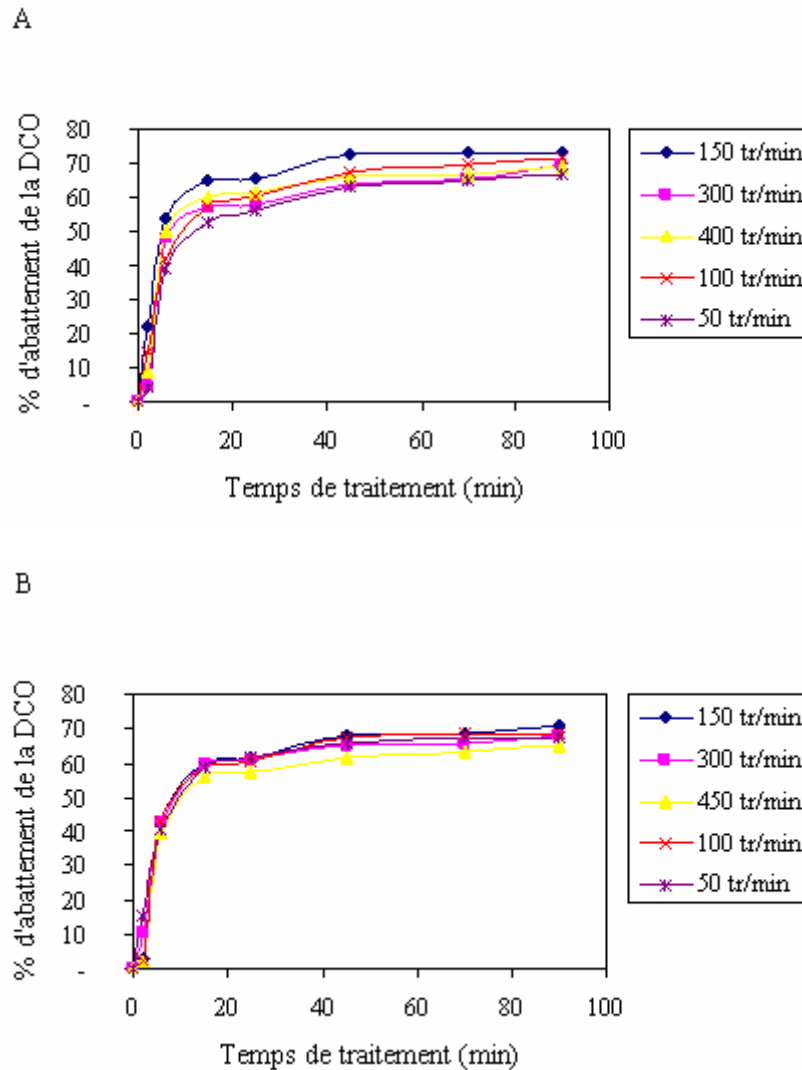 A
% d'abattement de la DCO
80
70
60
50
40
30
20
10
-
0 20 40 60 80 100
Temps de traitement (min)
150 tr/min
300 tr/min
400 tr/min
100 tr/min
50 tr/min
B
% d'abattement de la DCO
80
70
60
50
40
30
20
10
-
0 20 40 60 80 100
Temps de traitement (min)
150 tr/min
300 tr/min
450 tr/min
100 tr/min
50 tr/min